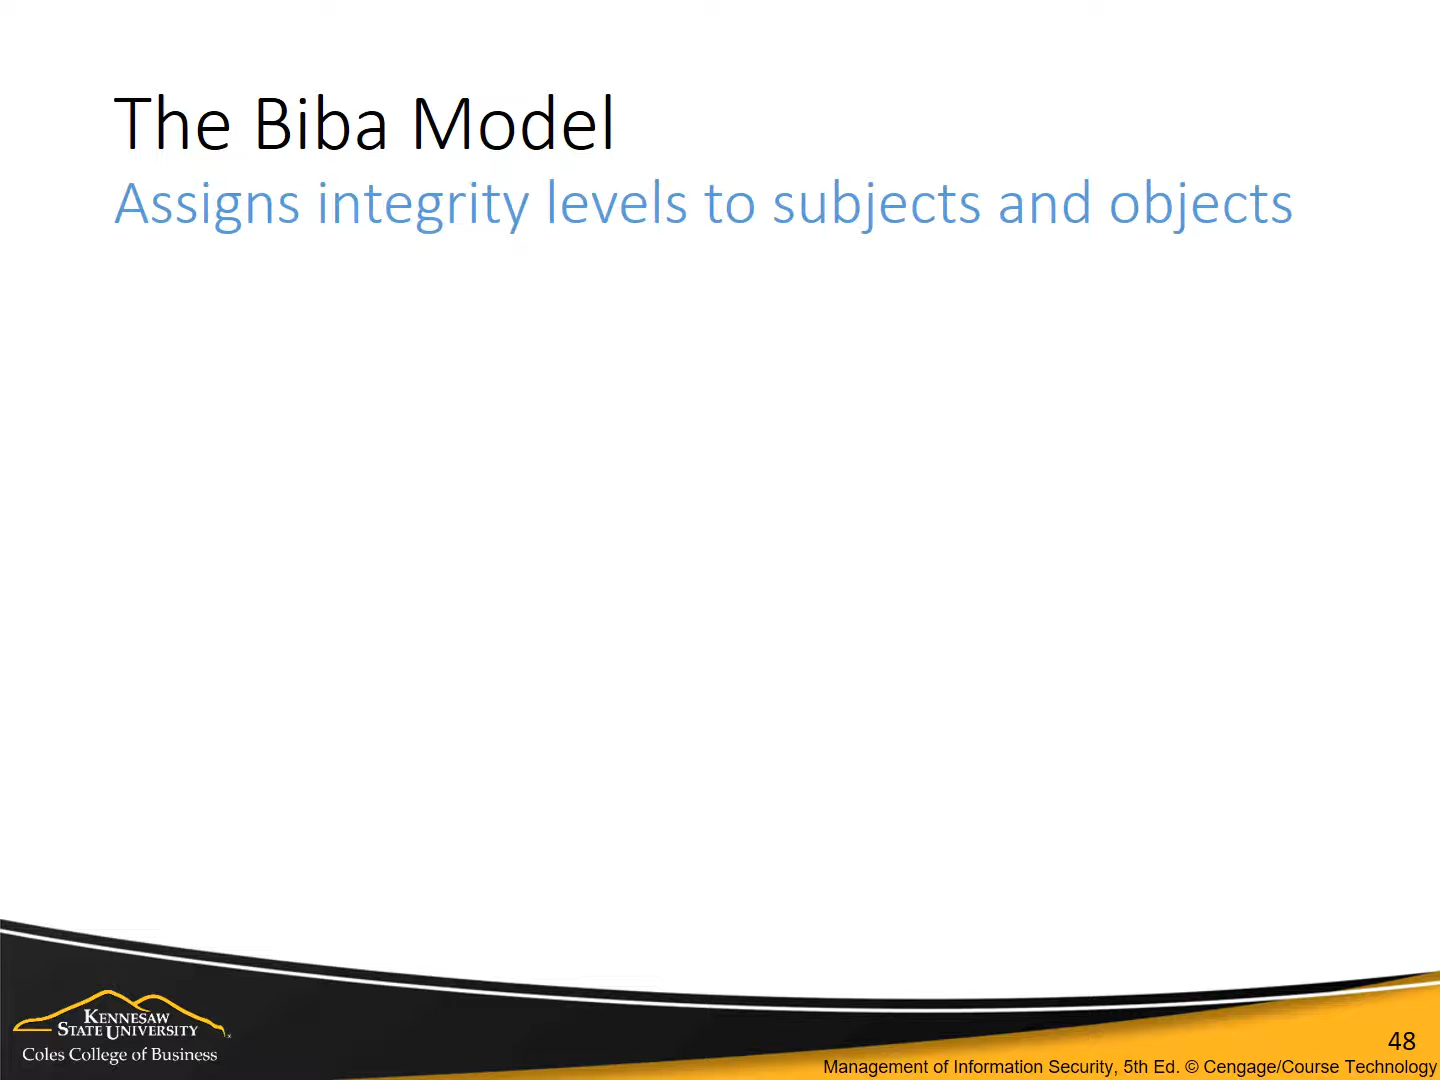 The Biba Model
Assigns integrity levels to subjects and objects
KENNESAW
STATE UNIVERSITY
Coles College of Business
48
Management of Information Security, 5th Ed. © Cengage/Course Technology